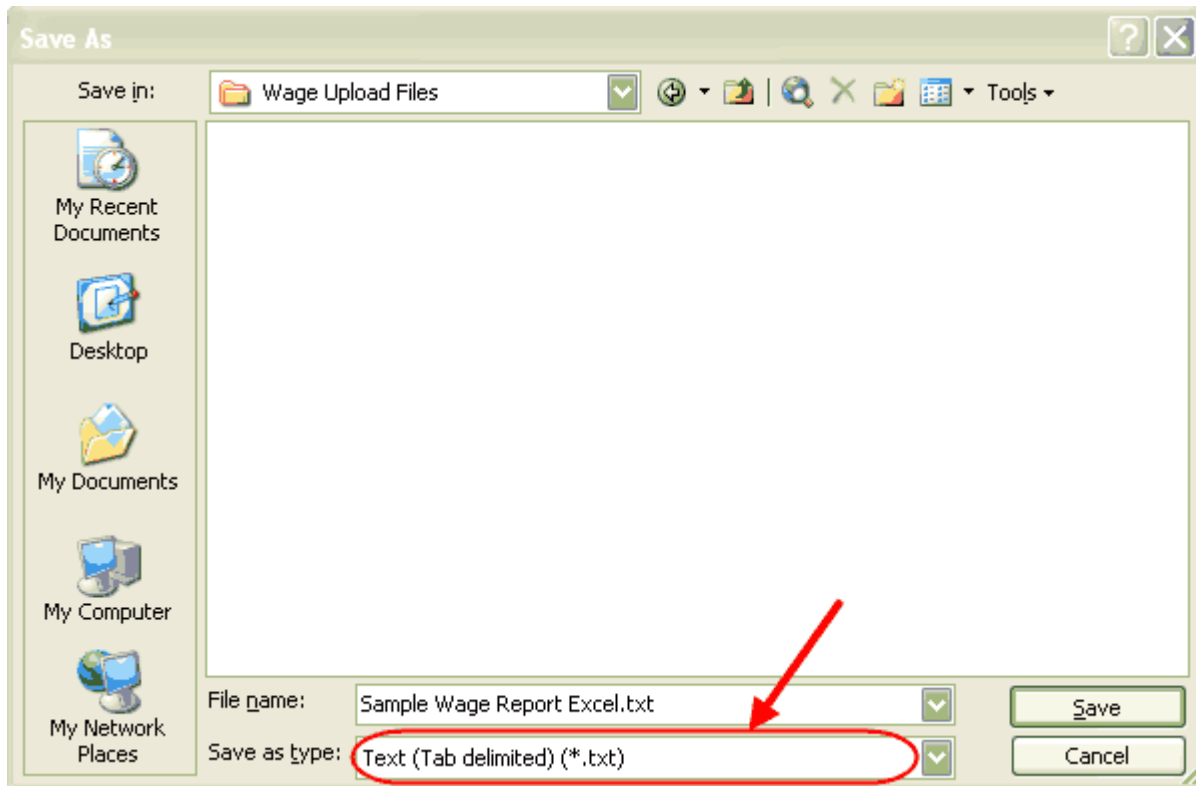 Save As
Save in:
Wage Upload Files
Tools
My Recent
Documents
Desktop
My Documents
My Computer
My Network
Places
File name:
Sample Wage Report Excel.txt
Save
Save as type:
Text (Tab delimited) (*.txt)
Cancel